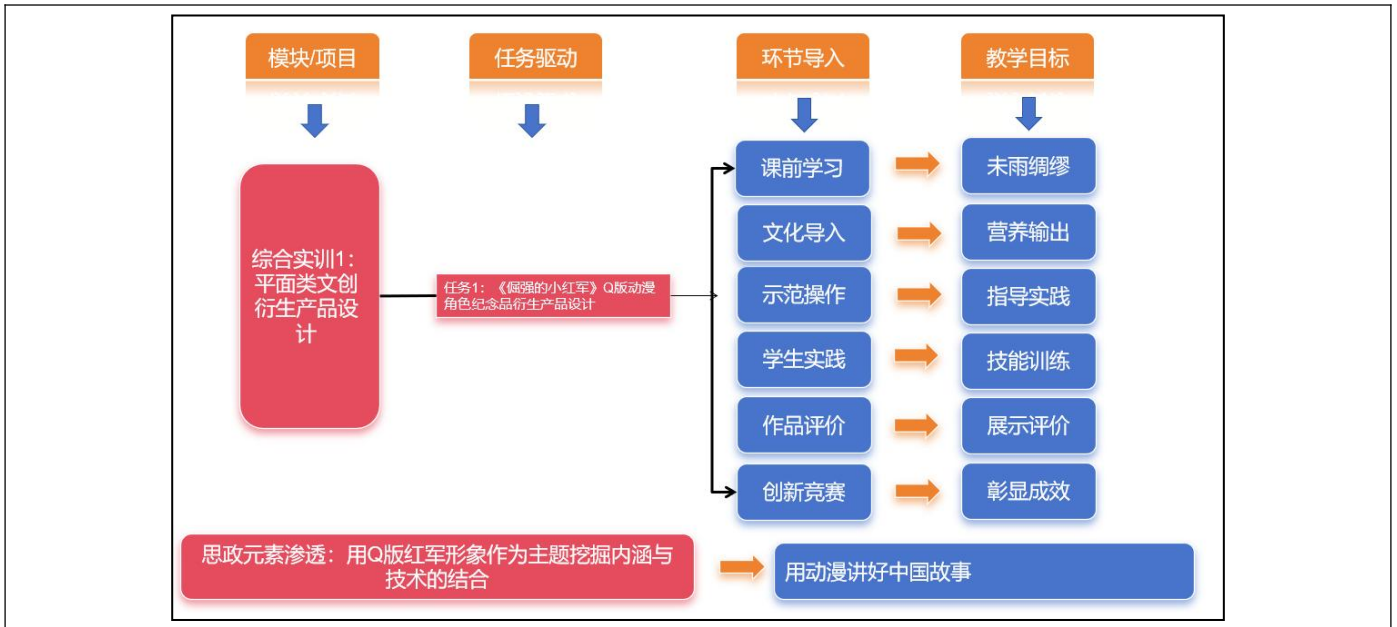 模块/项目
任务驱动
环节导入
教学目标
综合实训1：
平面类文创
衍生产品设
计
任务1：《倔强的小红军》Q版动漫
角色纪念品衍生产品设计
课前学习
未雨绸缪
文化导入
营养输出
示范操作
指导实践
学生实践
技能训练
作品评价
展示评价
创新竞赛
彰显成效
思政元素渗透：用Q版红军形象作为主题挖掘内涵与
技术的结合
用动漫讲好中国故事